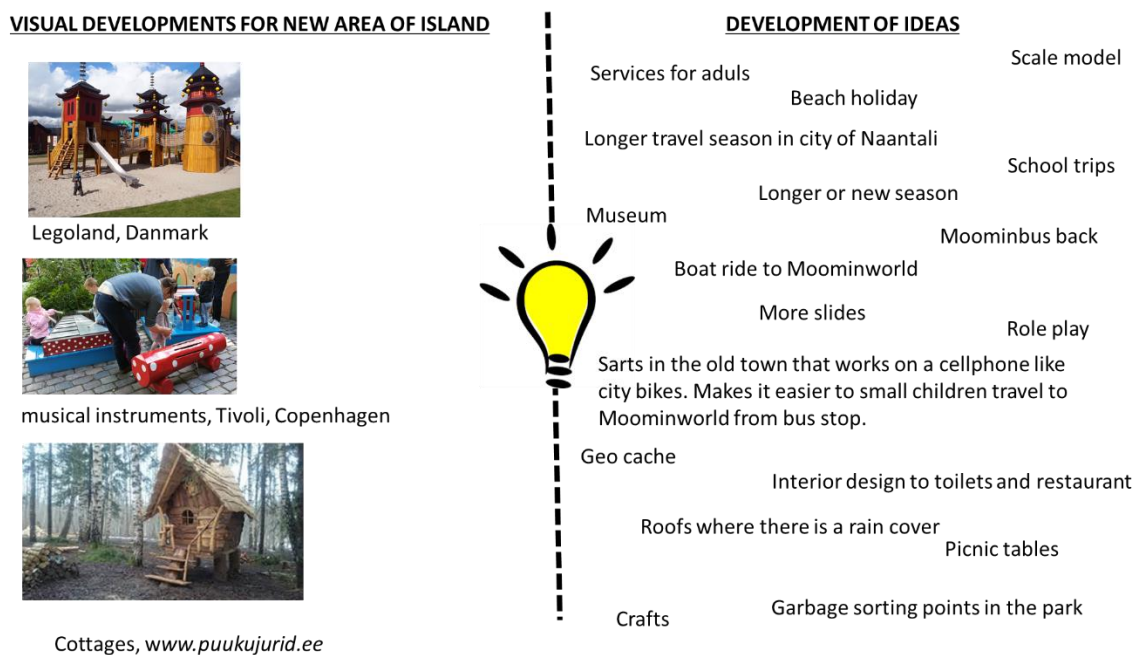 VISUAL DEVELOPMENTS FOR NEW AREA OF ISLAND
Legoland, Danmark
musical instruments, Tivoli, Copenhagen
Cottages, www.puukujurid.ee
DEVELOPMENT OF IDEAS
Scale model
Services for aduls
Beach holiday
Longer travel season in city of Naantali
School trips
Longer or new season
Museum
Moominbus back
Boat ride to Moominworld
More slides
Role play
Sarts in the old town that works on a cellphone like
city bikes. Makes it easier to small children travel to
Moominworld from bus stop.
Geo cache
Interior design to toilets and restaurant
Roofs where there is a rain cover
Picnic tables
Garbage sorting points in the park
Crafts